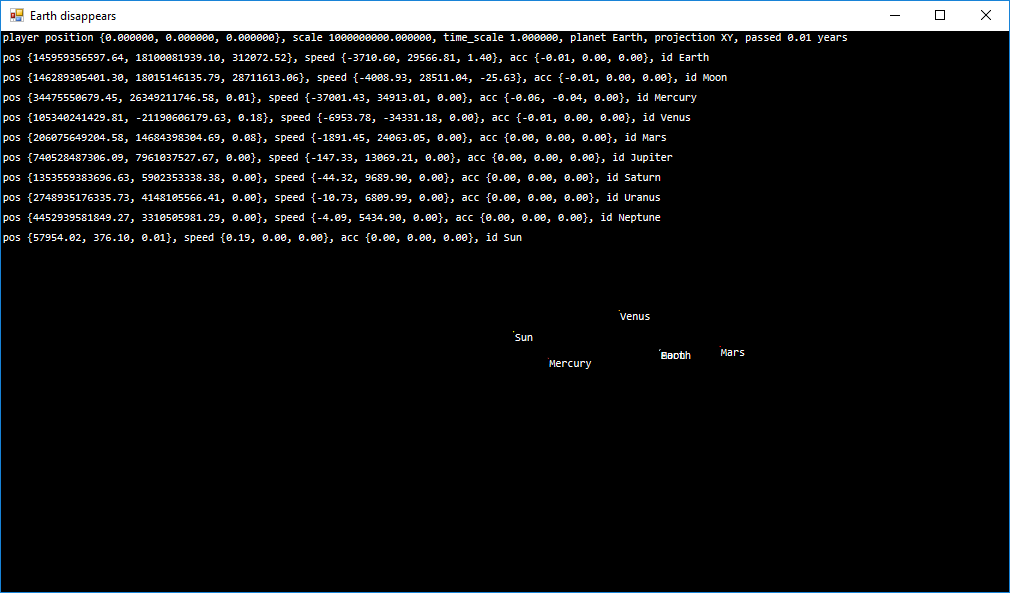 Earth disappears
player position {0.000000, 0.000000, 0.000000}, scale 1000000000.000000, time_scale 1.000000, planet Earth, projection XY, passed 0.01 years
pos {145959356597.64, 18100081939.10, 312072.52}, speed {-3710.60, 29566.81, 1.40}, acc {-0.01, 0.00, 0.00}, id Earth
pos {146289305401.30, 18015146135.79, 28711613.06}, speed {-4008.93, 28511.04, -25.63}, acc {-0.01, 0.00, 0.00}, id Moon
pos {34475550679.45, 26349211746.58, 0.01}, speed {-37001.43, 34913.01, 0.00}, acc {-0.06, -0.04, 0.00}, id Mercury
pos {105340241429.81, -21190606179.63, 0.18}, speed {-6953.78, -34331.18, 0.00}, acc {-0.01, 0.00, 0.00}, id Venus
pos {206075649204.58, 14684398304.69, 0.08}, speed {-1891.45, 24063.05, 0.00}, acc {0.00, 0.00, 0.00}, id Mars
pos {740528487306.09, 7961037527.67, 0.00}, speed {-147.33, 13069.21, 0.00}, acc {0.00, 0.00, 0.00}, id Jupiter
pos {1353559383696.63, 5902353338.38, 0.00}, speed {-44.32, 9689.90, 0.00}, acc {0.00, 0.00, 0.00}, id Saturn
pos {2748935176335.73, 4148105566.41, 0.00}, speed {-10.73, 6809.99, 0.00}, acc {0.00, 0.00, 0.00}, id Uranus
pos {4452939581849.27, 3310505981.29, 0.00}, speed {-4.09, 5434.90, 0.00}, acc {0.00, 0.00, 0.00}, id Neptune
pos {57954.02, 376.10, 0.01}, speed {0.19, 0.00, 0.00}, acc {0.00, 0.00, 0.00}, id Sun
Venus
Sun
Mars
Mercury